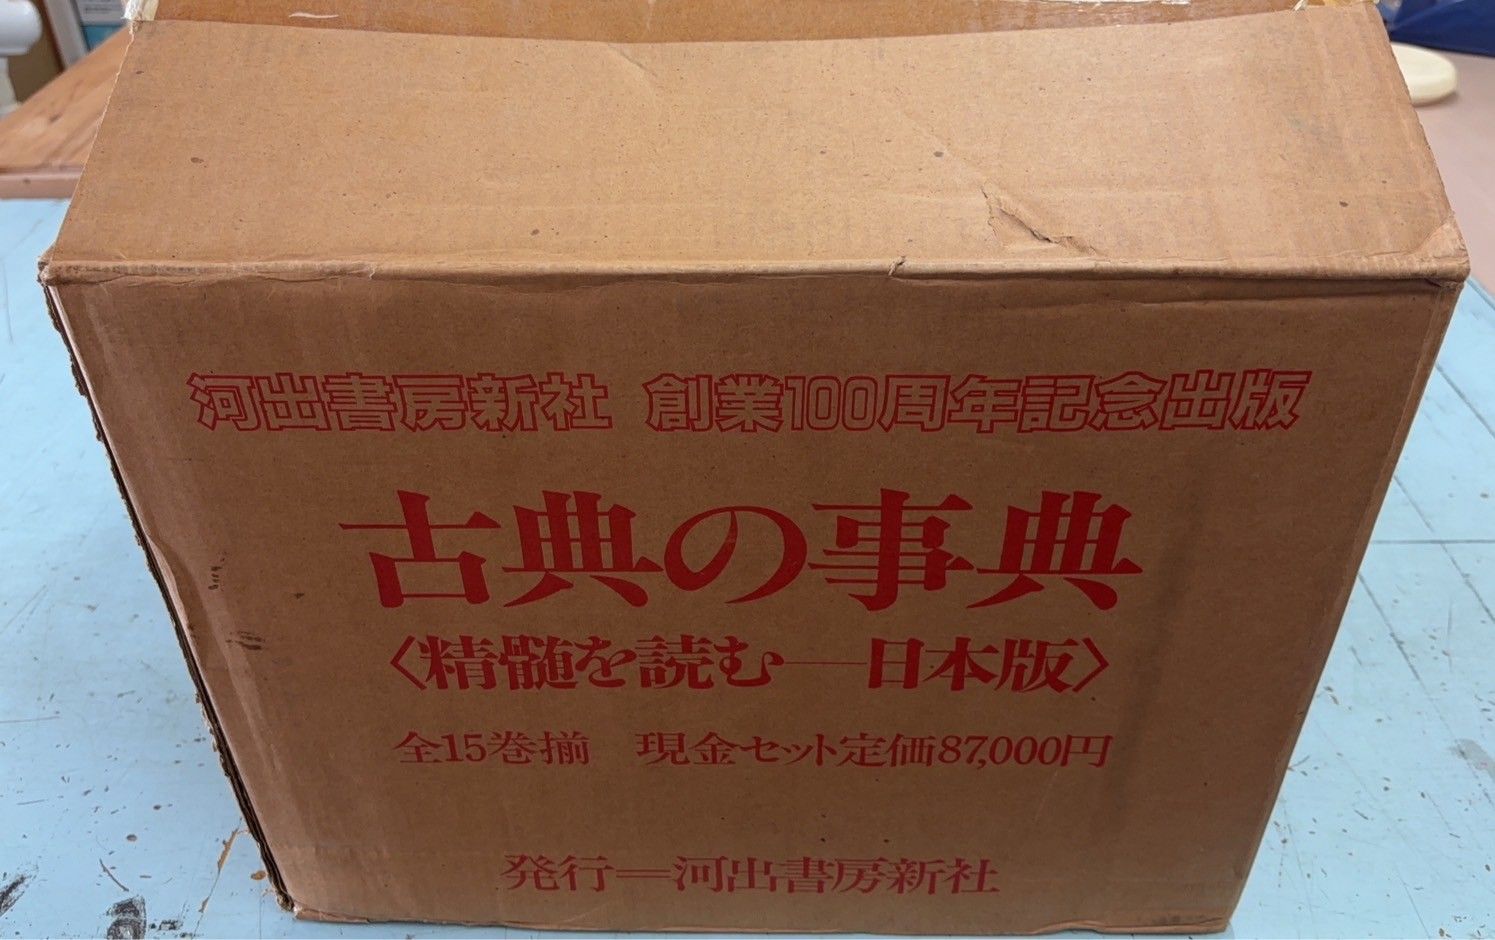 河出書房新社 創業100周年記念出版
古典の事典
〈精髄を読む──日本版〉
全15巻揃 現金セット定価87,000円
発行＝河出書房新社